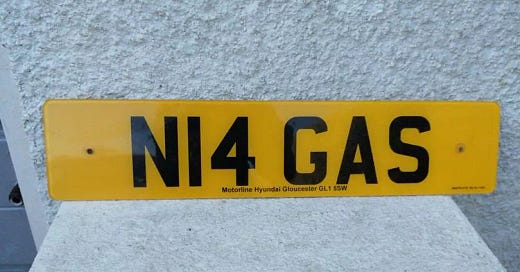 N14 GAS
Motorline Hyundai Gloucester GL1 5SW